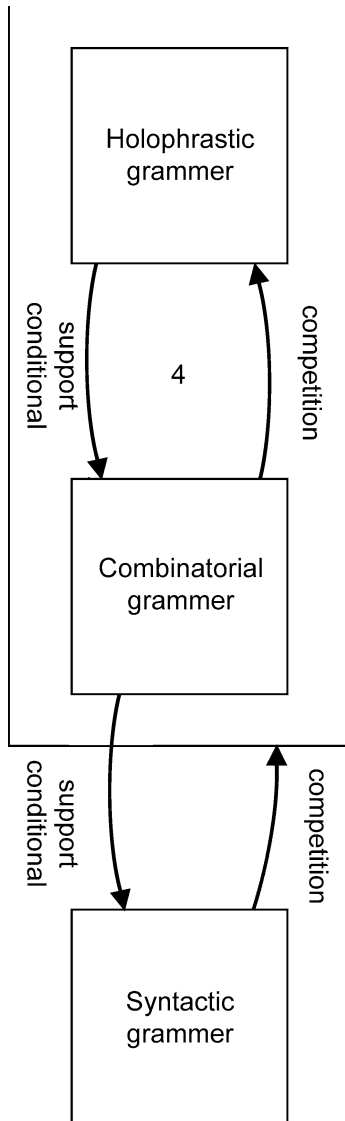 Holophrastic
grammer
support
conditional
4
competition
Combinatorial
grammer
support
conditional
competition
Syntactic
grammer